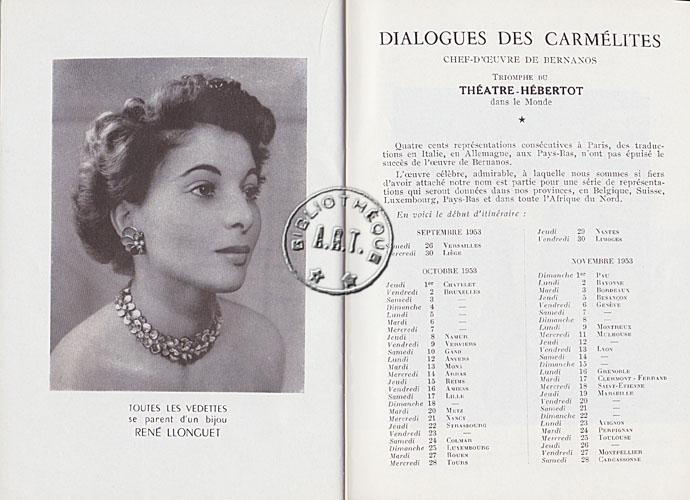 TOUTES LES VEDETTES
se parent d'un bijou
RENÉ LLONGUET
BIBLIOTHÈQUE
A.R.T.
DIALOGUES DES CARMÉLITES
CHEF-D'ŒUVRE DE BERNANOS
TRIOMPHE DU
THÉATRE-HÉBERTOT
dans le Monde
Quatre cents représentations consécutives à Paris, des traduc-
tions en Italie, en Allemagne, aux Pays-Bas, n'ont pas épuisé le
succès de l'œuvre de Bernanos.
L'œuvre célèbre, admirable, à laquelle nous sommes si fiers
d'avoir attaché notre nom est partie pour une série de représenta-
tions qui seront données dans nos provinces, en Belgique, Suisse,
Luxembourg, Pays-Bas et dans toute l'Afrique du Nord.
En voici le début d'itinéraire :
SEPTEMBRE 1953
Samedi 26 VERSAILLES
Mercredi 30 LIÈGE
OCTOBRE 1953
Jeudi 1er CHATELET
Vendredi 2 BRUXELLES
Samedi 3 —
Dimanche 4 —
Lundi 5 —
Mardi 6 —
Mercredi 7 —
Jeudi 8 NAMUR
Vendredi 9 VERVIERS
Samedi 10 GAND
Lundi 12 ANVERS
Mardi 13 MONS
Mercredi 14 ARRAS
Jeudi 15 REIMS
Vendredi 16 AMIENS
Samedi 17 LILLE
Dimanche 18 —
Mardi 20 METZ
Mercredi 21 NANCY
Jeudi 22 STRASBOURG
Vendredi 23 —
Samedi 24 COLMAR
Dimanche 25 LUXEMBOURG
Mardi 27 ROUEN
Mercredi 28 TOURS
Jeudi 29 NANTES
Vendredi 30 LIMOGES
NOVEMBRE 1953
Dimanche 1er PAU
Lundi 2 BAYONNE
Mardi 3 BORDEAUX
Jeudi 5 BESANÇON
Vendredi 6 GENÈVE
Samedi 7 —
Dimanche 8 —
Lundi 9 MONTREUX
Mercredi 11 MULHOUSE
Jeudi 12 —
Vendredi 13 LYON
Samedi 14 —
Dimanche 15 —
Lundi 16 GRENOBLE
Mardi 17 CLERMONT-FERRAND
Mercredi 18 SAINT-ÉTIENNE
Jeudi 19 MARSEILLE
Vendredi 20 —
Samedi 21 —
Dimanche 22 —
Lundi 23 AVIGNON
Mardi 24 PERPIGNAN
Mercredi 25 TOULOUSE
Jeudi 26 —
Vendredi 27 MONTPELLIER
Samedi 28 CARCASSONNE